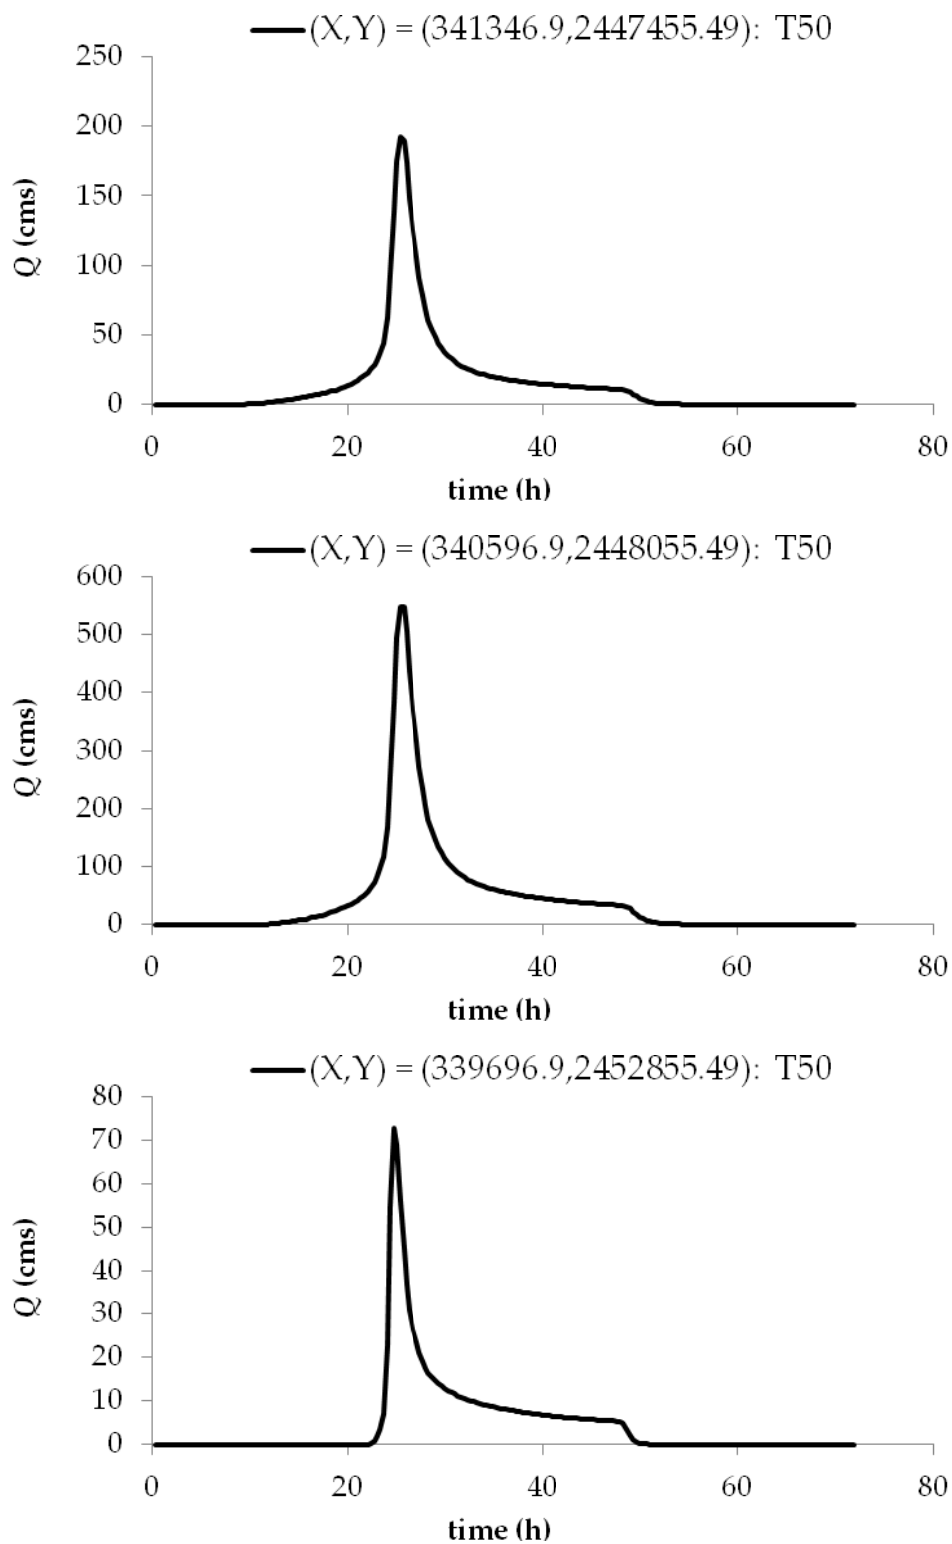 (X,Y) = (341346.9,2447455.49): T50
250
200
150
100
50
0
Q (cms)
0 20 40 60 80
time (h)
(X,Y) = (340596.9,2448055.49): T50
600
500
400
300
200
100
0
Q (cms)
0 20 40 60 80
time (h)
(X,Y) = (339696.9,2452855.49): T50
80
70
60
50
40
30
20
10
0
Q (cms)
0 20 40 60 80
time (h)